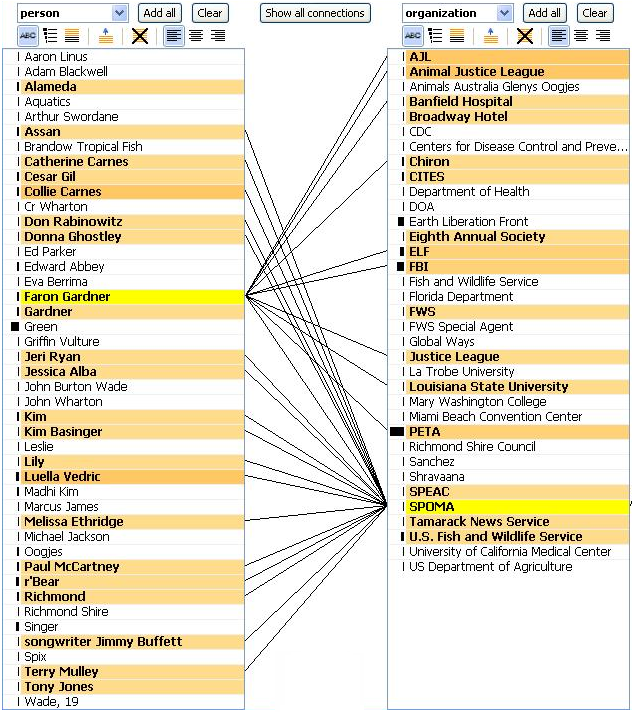 person
Add all
Clear
Show all connections
organization
Add all
Clear
ABC
ABC
Aaron Linus
Adam Blackwell
Alameda
Aquatics
Arthur Swordane
Assan
Brandow Tropical Fish
Catherine Carnes
Cesar Gil
Collie Carnes
Cr Wharton
Don Rabinowitz
Donna Ghostley
Ed Parker
Edward Abbey
Eva Berrima
Faron Gardner
Gardner
Green
Griffin Vulture
Jeri Ryan
Jessica Alba
John Burton Wade
John Wharton
Kim
Kim Basinger
Leslie
Lily
Luella Vedric
Madhi Kim
Marcus James
Melissa Ethridge
Michael Jackson
Oogjes
Paul McCartney
r'Bear
Richmond
Richmond Shire
Singer
songwriter Jimmy Buffett
Spix
Terry Mulley
Tony Jones
Wade, 19
AJL
Animal Justice League
Animals Australia Glenys Oogjes
Banfield Hospital
Broadway Hotel
CDC
Centers for Disease Control and Preve...
Chiron
CITES
Department of Health
DOA
Earth Liberation Front
Eighth Annual Society
ELF
FBI
Fish and Wildlife Service
Florida Department
FWS
FWS Special Agent
Global Ways
Justice League
La Trobe University
Louisiana State University
Mary Washington College
Miami Beach Convention Center
PETA
Richmond Shire Council
Sanchez
Shravaana
SPEAC
SPOMA
Tamarack News Service
U.S. Fish and Wildlife Service
University of California Medical Center
US Department of Agriculture